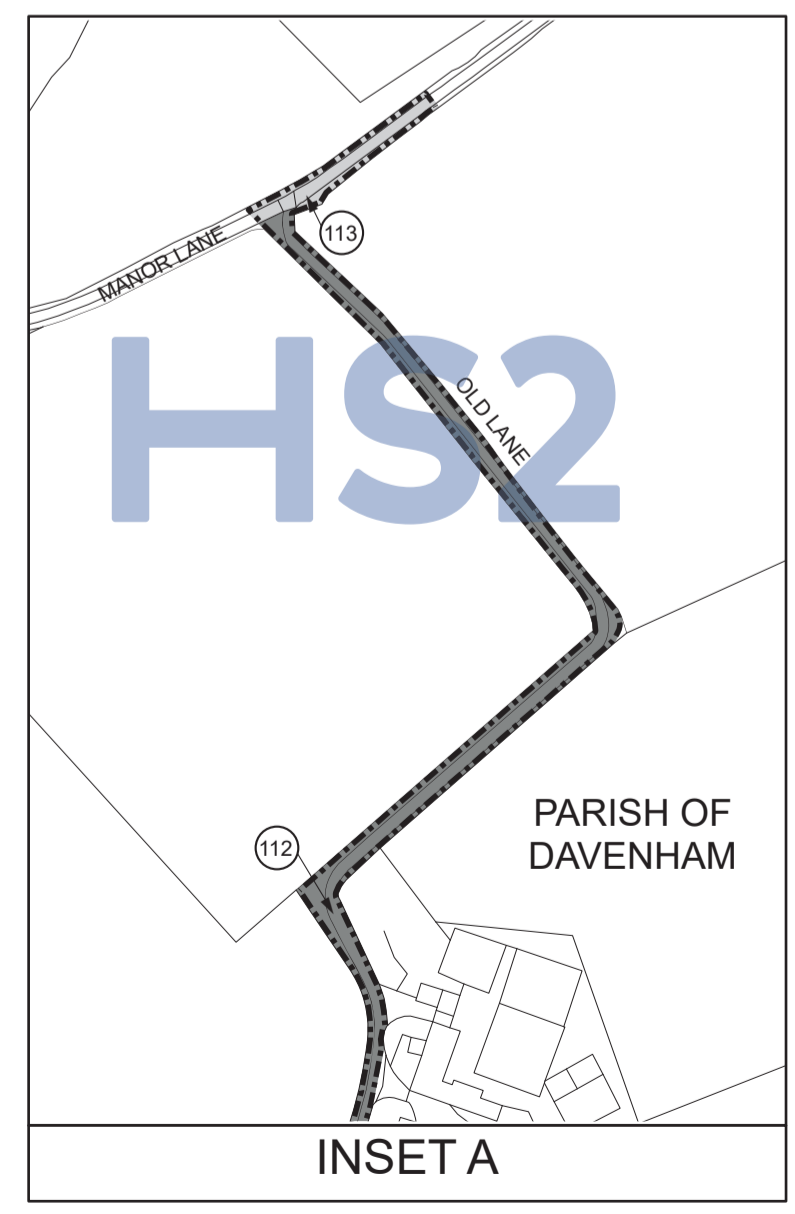 113
MANOR LANE
HS2
OLD LANE
PARISH OF
DAVENHAM
112
INSET A